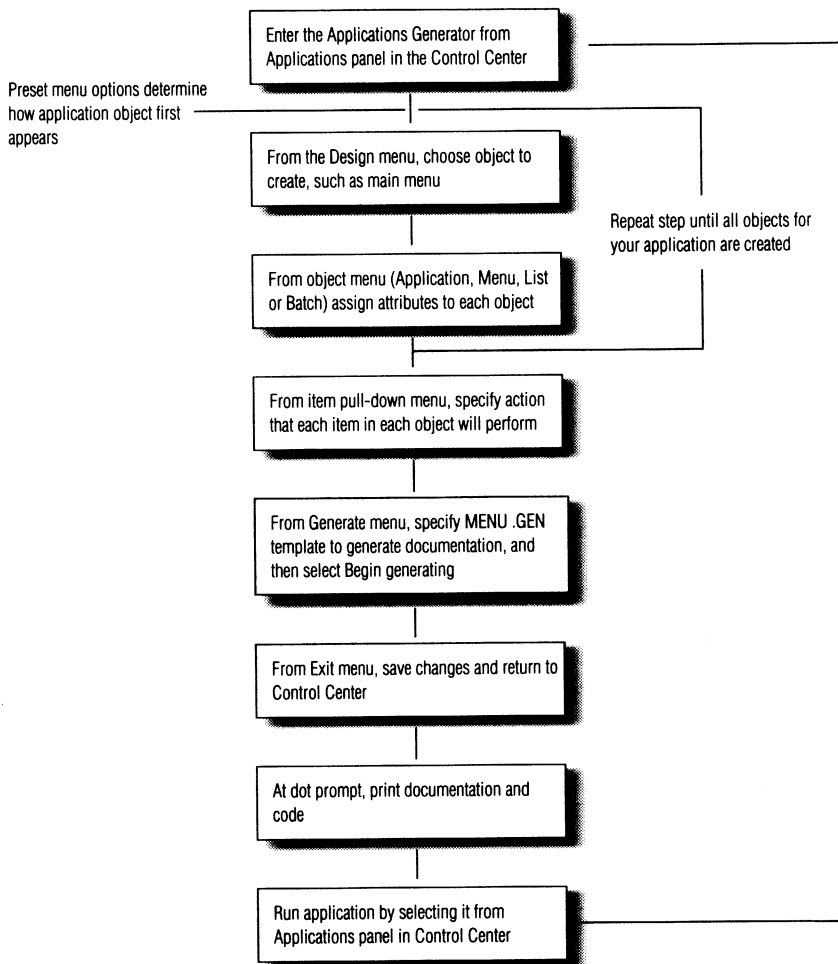 Enter the Applications Generator from
Applications panel in the Control Center
Preset menu options determine
how application object first
appears
From the Design menu, choose object to
create, such as main menu
Repeat step until all objects for
your application are created
From object menu (Application, Menu, List
or Batch) assign attributes to each object
From item pull-down menu, specify action
that each item in each object will perform
From Generate menu, specify MENU .GEN
template to generate documentation, and
then select Begin generating
From Exit menu, save changes and return to
Control Center
At dot prompt, print documentation and
code
Run application by selecting it from
Applications panel in Control Center